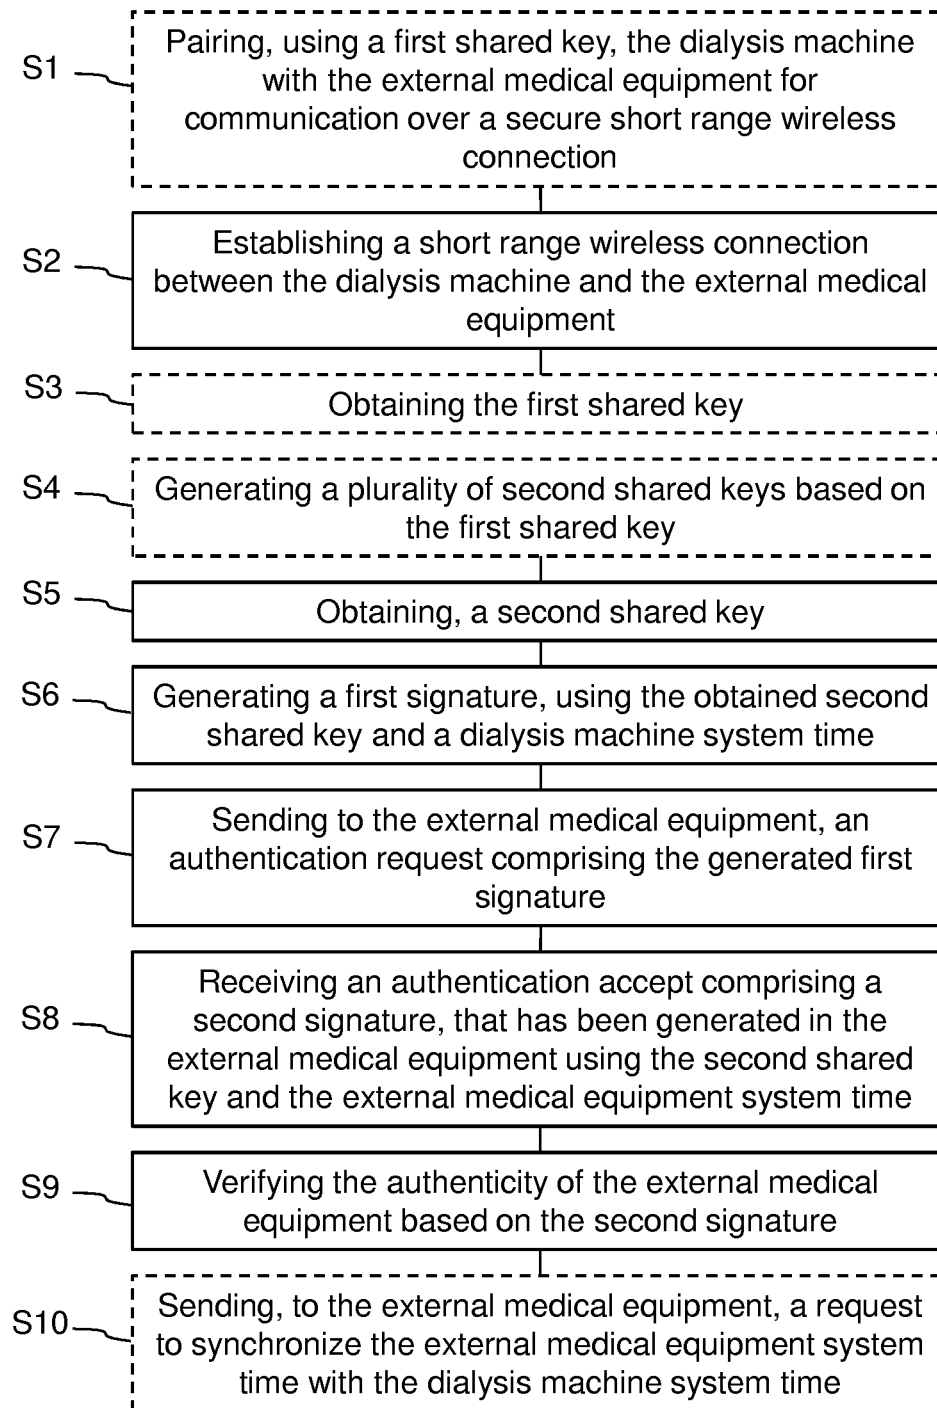 S1
Pairing, using a first shared key, the dialysis machine
with the external medical equipment for
communication over a secure short range wireless
connection
S2
Establishing a short range wireless connection
between the dialysis machine and the external medical
equipment
S3
Obtaining the first shared key
S4
Generating a plurality of second shared keys based on
the first shared key
S5
Obtaining, a second shared key
S6
Generating a first signature, using the obtained second
shared key and a dialysis machine system time
S7
Sending to the external medical equipment, an
authentication request comprising the generated first
signature
S8
Receiving an authentication accept comprising a
second signature, that has been generated in the
external medical equipment using the second shared
key and the external medical equipment system time
S9
Verifying the authenticity of the external medical
equipment based on the second signature
S10
Sending, to the external medical equipment, a request
to synchronize the external medical equipment system
time with the dialysis machine system time